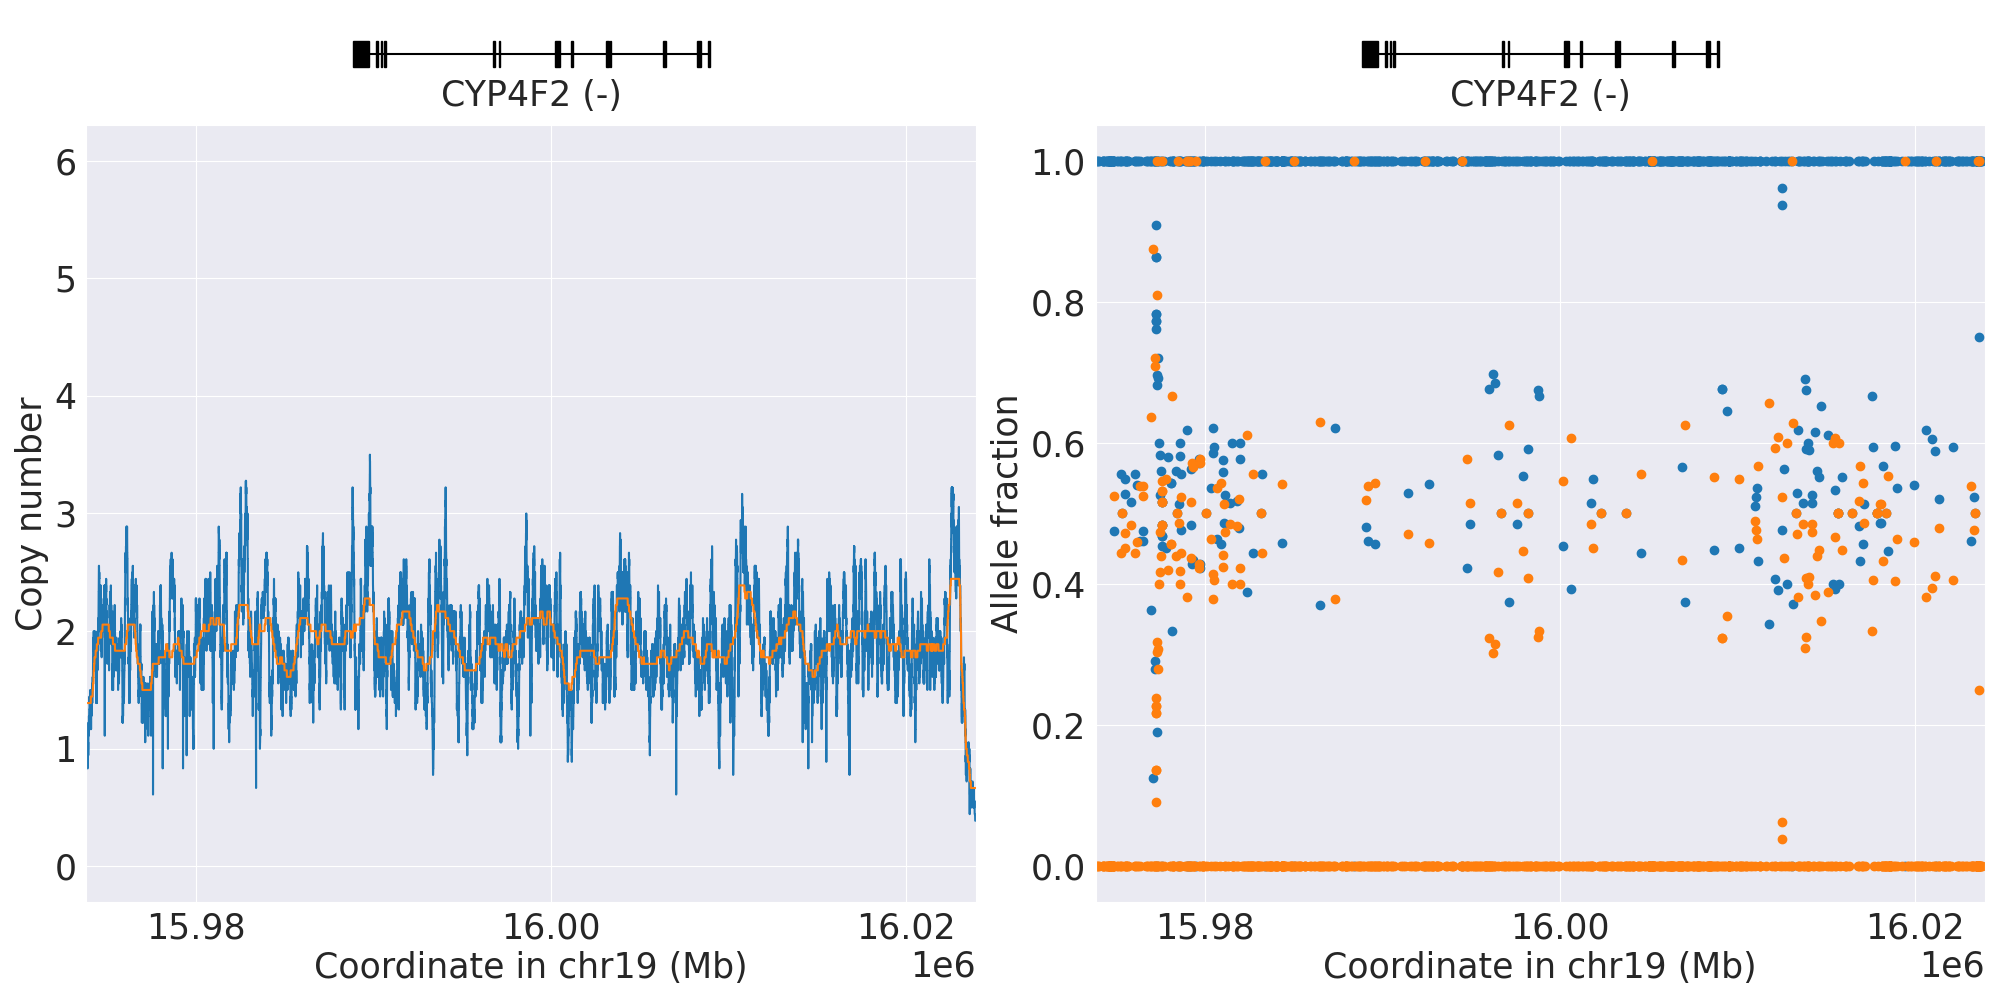 CYP4F2 (-)
6
5
4
3
2
1
0
Copy number
15.98
16.00
16.02
Coordinate in chr19 (Mb)
1e6
CYP4F2 (-)
1.0
0.8
0.6
0.4
0.2
0.0
Allele fraction
15.98
16.00
16.02
Coordinate in chr19 (Mb)
1e6